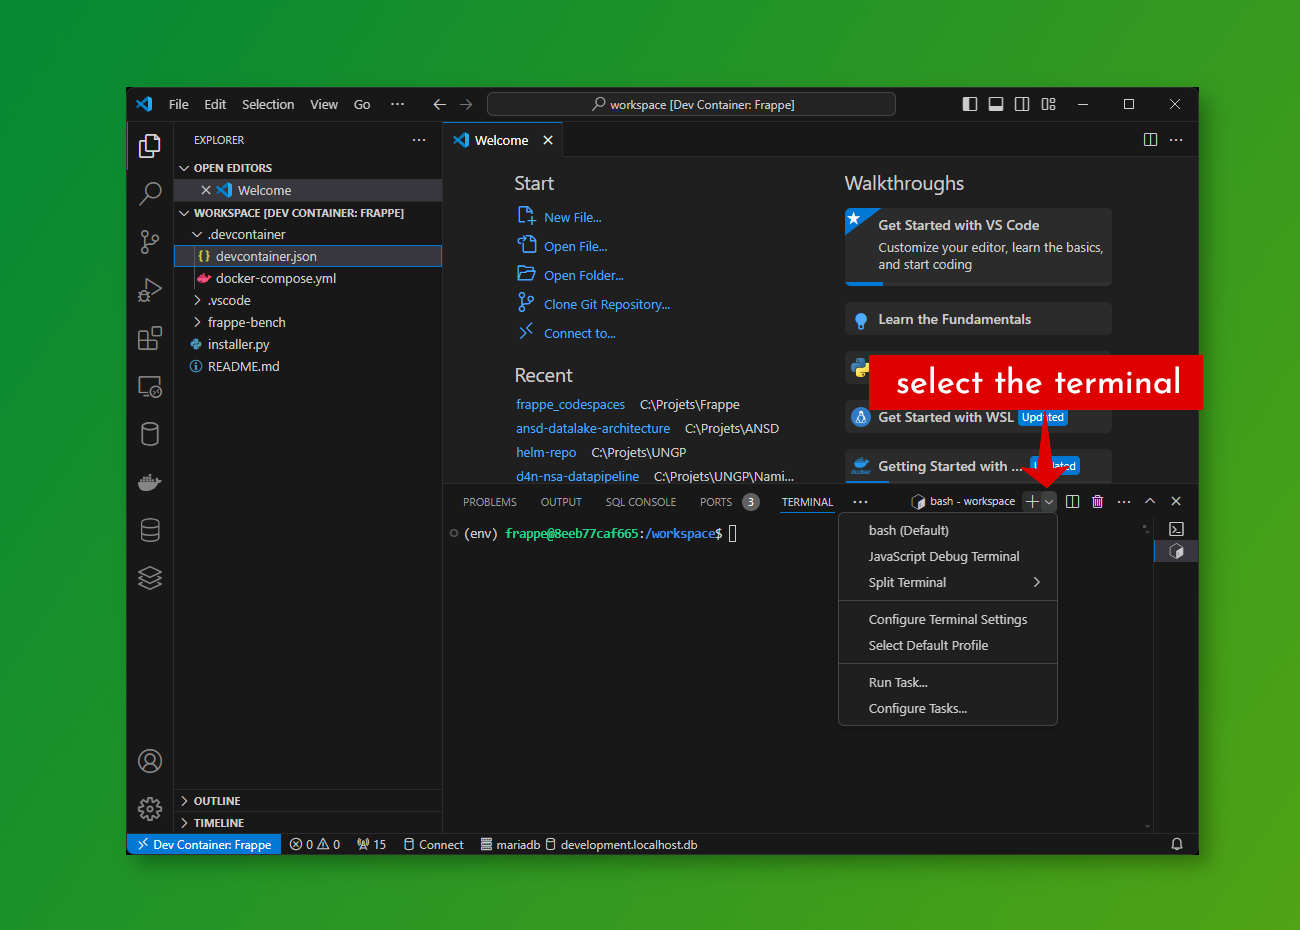 File Edit Selection View Go ···
workspace [Dev Container: Frappe]
EXPLORER
OPEN EDITORS
Welcome
WORKSPACE [DEV CONTAINER: FRAPPE]
.devcontainer
{} devcontainer.json
docker-compose.yml
.vscode
frappe-bench
installer.py
README.md
OUTLINE
TIMELINE
Welcome
Start
New File...
Open File...
Open Folder...
Clone Git Repository...
Connect to...
Recent
frappe_codespaces C:\Projets\Frappe
ansd-datalake-architecture C:\Projets\ANSD
helm-repo C:\Projets\UNGP
d4n-nsa-datapipeline C:\Projets\UNGP\Nami...
Walkthroughs
Get Started with VS Code
Customize your editor, learn the basics,
and start coding
Learn the Fundamentals
select the terminal
Get Started with WSL Updated
docker Getting Started with ... Updated
PROBLEMS OUTPUT SQL CONSOLE PORTS 3 TERMINAL ··· bash - workspace
(env) frappe@8eeb77caf665:/workspace$
bash (Default)
JavaScript Debug Terminal
Split Terminal
Configure Terminal Settings
Select Default Profile
Run Task...
Configure Tasks...
Dev Container: Frappe 0 0 15 Connect mariadb development.localhost.db